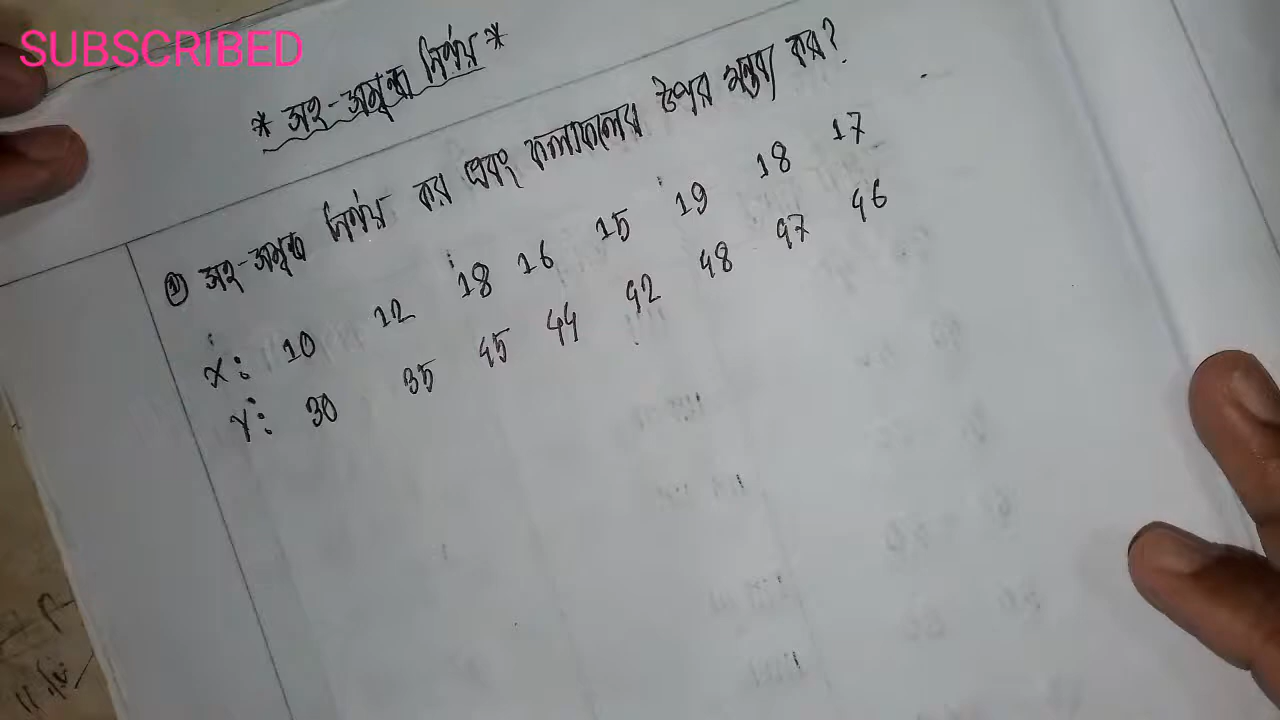 SUBSCRIBED
* সহ-সম্বন্ধ নির্ণয় *
① সহ-সম্বন্ধ নির্ণয় কর এবং ফলাফলের উপর মন্তব্য কর?
X: 10 12 18 16 15 19 18 17
Y: 30 35 45 44 42 48 47 46